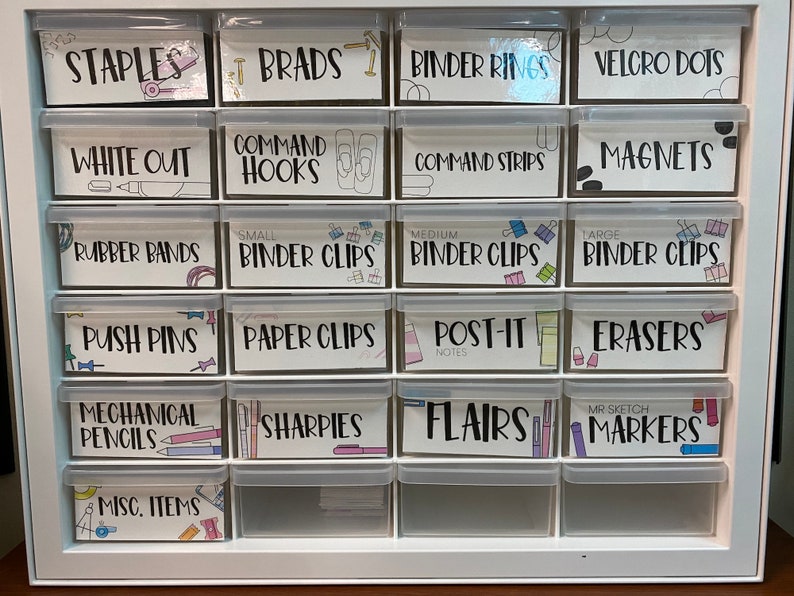 STAPLES
BRADS
BINDER RINGS
VELCRO DOTS
WHITE OUT
COMMAND
HOOKS
COMMAND STRIPS
MAGNETS
RUBBER BANDS
SMALL
BINDER CLIPS
MEDIUM
BINDER CLIPS
LARGE
BINDER CLIPS
PUSH PINS
PAPER CLIPS
POST-IT
NOTES
ERASERS
MECHANICAL
PENCILS
SHARPIES
FLAIRS
MR SKETCH
MARKERS
MISC. ITEMS